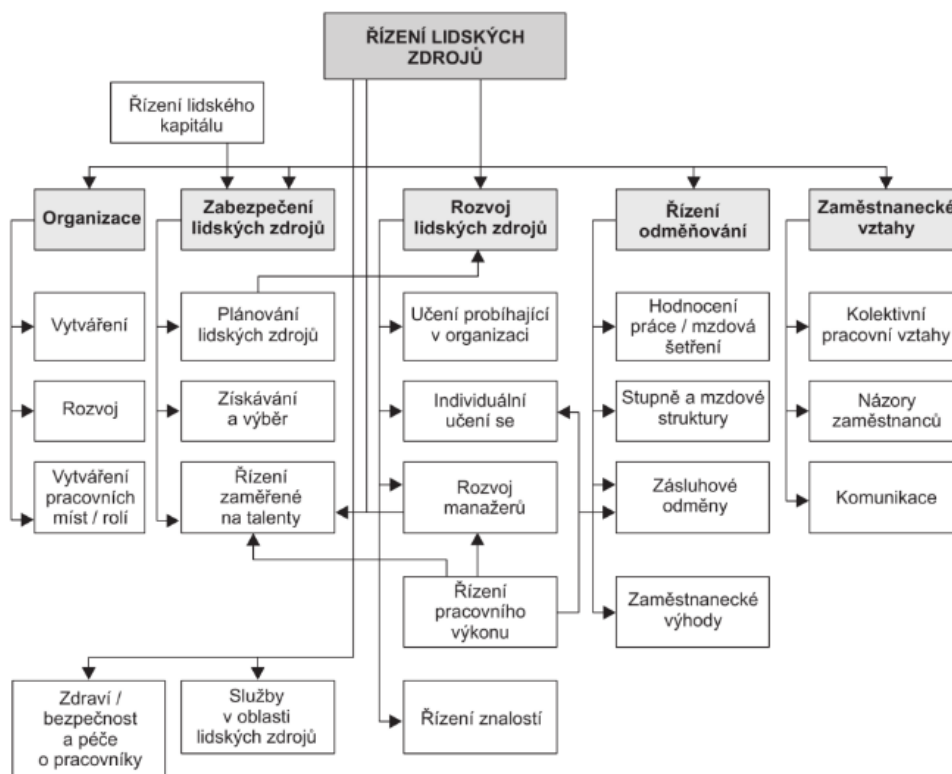 ŘÍZENÍ LIDSKÝCH
ZDROJŮ
Řízení lidského
kapitálu
Organizace
Zabezpečení
lidských zdrojů
Rozvoj
lidských zdrojů
Řízení
odměňování
Zaměstnanecké
vztahy
Vytváření
Plánování
lidských zdrojů
Učení probíhající
v organizaci
Hodnocení
práce / mzdová
šetření
Kolektivní
pracovní vztahy
Rozvoj
Získávání
a výběr
Individuální
učení se
Stupně a mzdové
struktury
Názory
zaměstnanců
Vytváření
pracovních
míst / rolí
Řízení
zaměřené
na talenty
Rozvoj
manažerů
Zásluhové
odměny
Komunikace
Řízení
pracovního
výkonu
Zaměstnanecké
výhody
Zdraví /
bezpečnost
a péče
o pracovníky
Služby
v oblasti
lidských zdrojů
Řízení znalostí